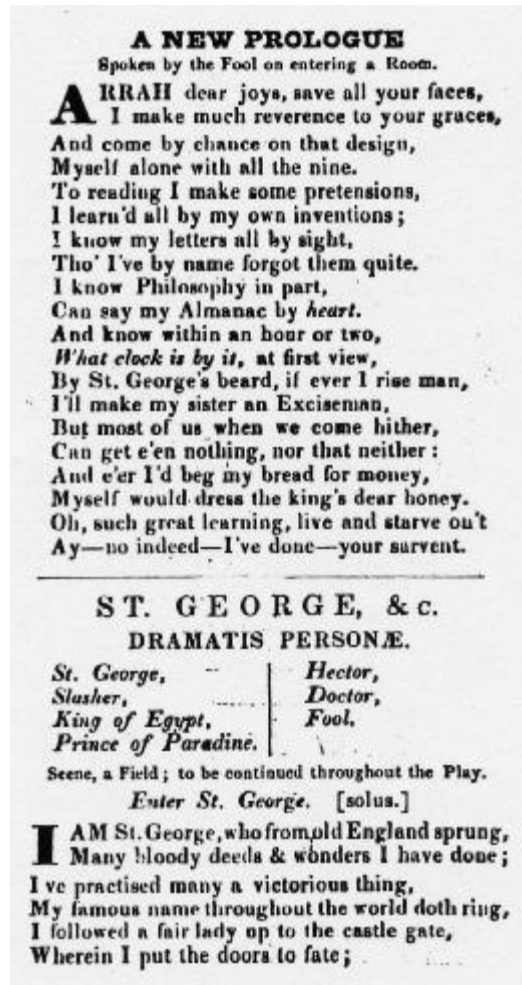 A NEW PROLOGUE
Spoken by the Fool on entering a Room.
ARRAH dear joys, save all your faces,
I make much reverence to your graces,
And come by chance on that design,
Myself alone with all the nine.
To reading I make some pretensions,
I learn'd all by my own inventions;
I know my letters all by sight,
Tho' I've by name forgot them quite.
I know Philosophy in part,
Can say my Almanac by heart.
And know within an hour or two,
What clock is by it, at first view,
By St. George's beard, if ever I rise man,
I'll make my sister an Exciseman,
But most of us when we come hither,
Can get e'en nothing, nor that neither:
And e'er I'd beg my bread for money,
Myself would dress the king's dear honey.
Oh, such great learning, live and starve on't
Ay—no indeed—I've done—your survent.
ST. GEORGE, &c.
DRAMATIS PERSONÆ.
St. George,
Slasher,
King of Egypt,
Prince of Paradine.
Hector,
Doctor,
Fool.
Scene, a Field; to be continued throughout the Play.
Enter St. George. [solus.]
I AM St. George, who from old England sprung,
Many bloody deeds & wonders I have done;
I ve practised many a victorious thing,
My famous name throughout the world doth ring,
I followed a fair lady up to the castle gate,
Wherein I put the doors to fate;